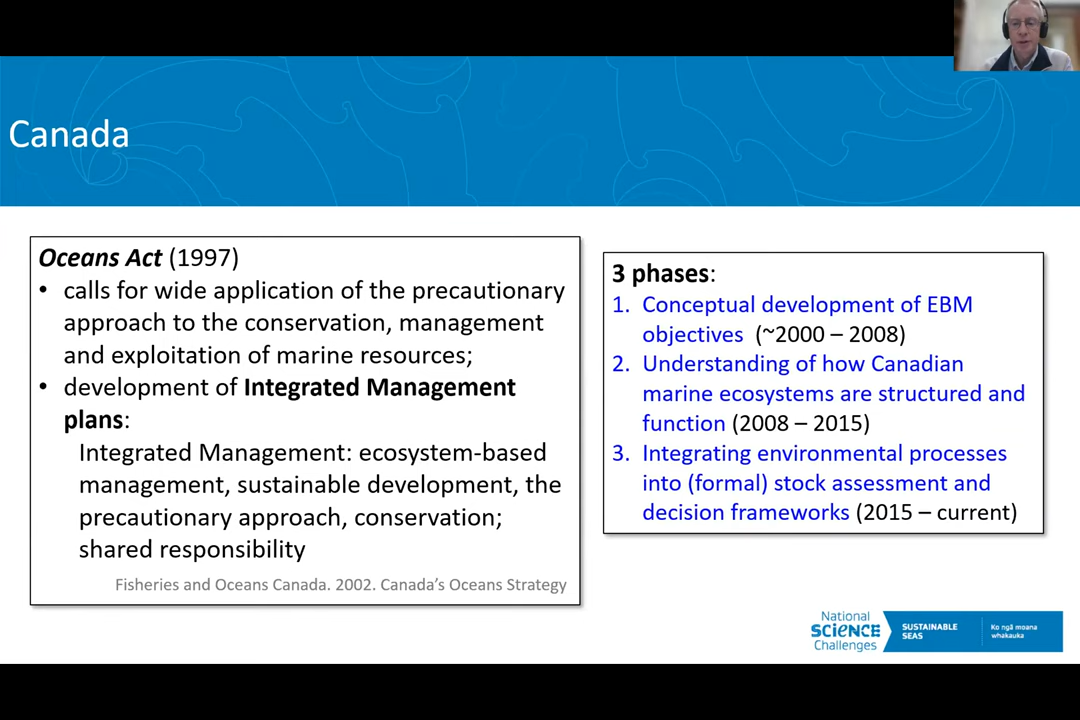 Canada
Oceans Act (1997)
• calls for wide application of the precautionary
approach to the conservation, management
and exploitation of marine resources;
• development of Integrated Management
plans:
Integrated Management: ecosystem-based
management, sustainable development, the
precautionary approach, conservation;
shared responsibility
Fisheries and Oceans Canada. 2002. Canada's Oceans Strategy
3 phases:
1. Conceptual development of EBM
objectives (~2000 – 2008)
2. Understanding of how Canadian
marine ecosystems are structured and
function (2008 – 2015)
3. Integrating environmental processes
into (formal) stock assessment and
decision frameworks (2015 – current)
National
SCIENCE
Challenges
SUSTAINABLE
SEAS
Ko ngā moana
whakauka